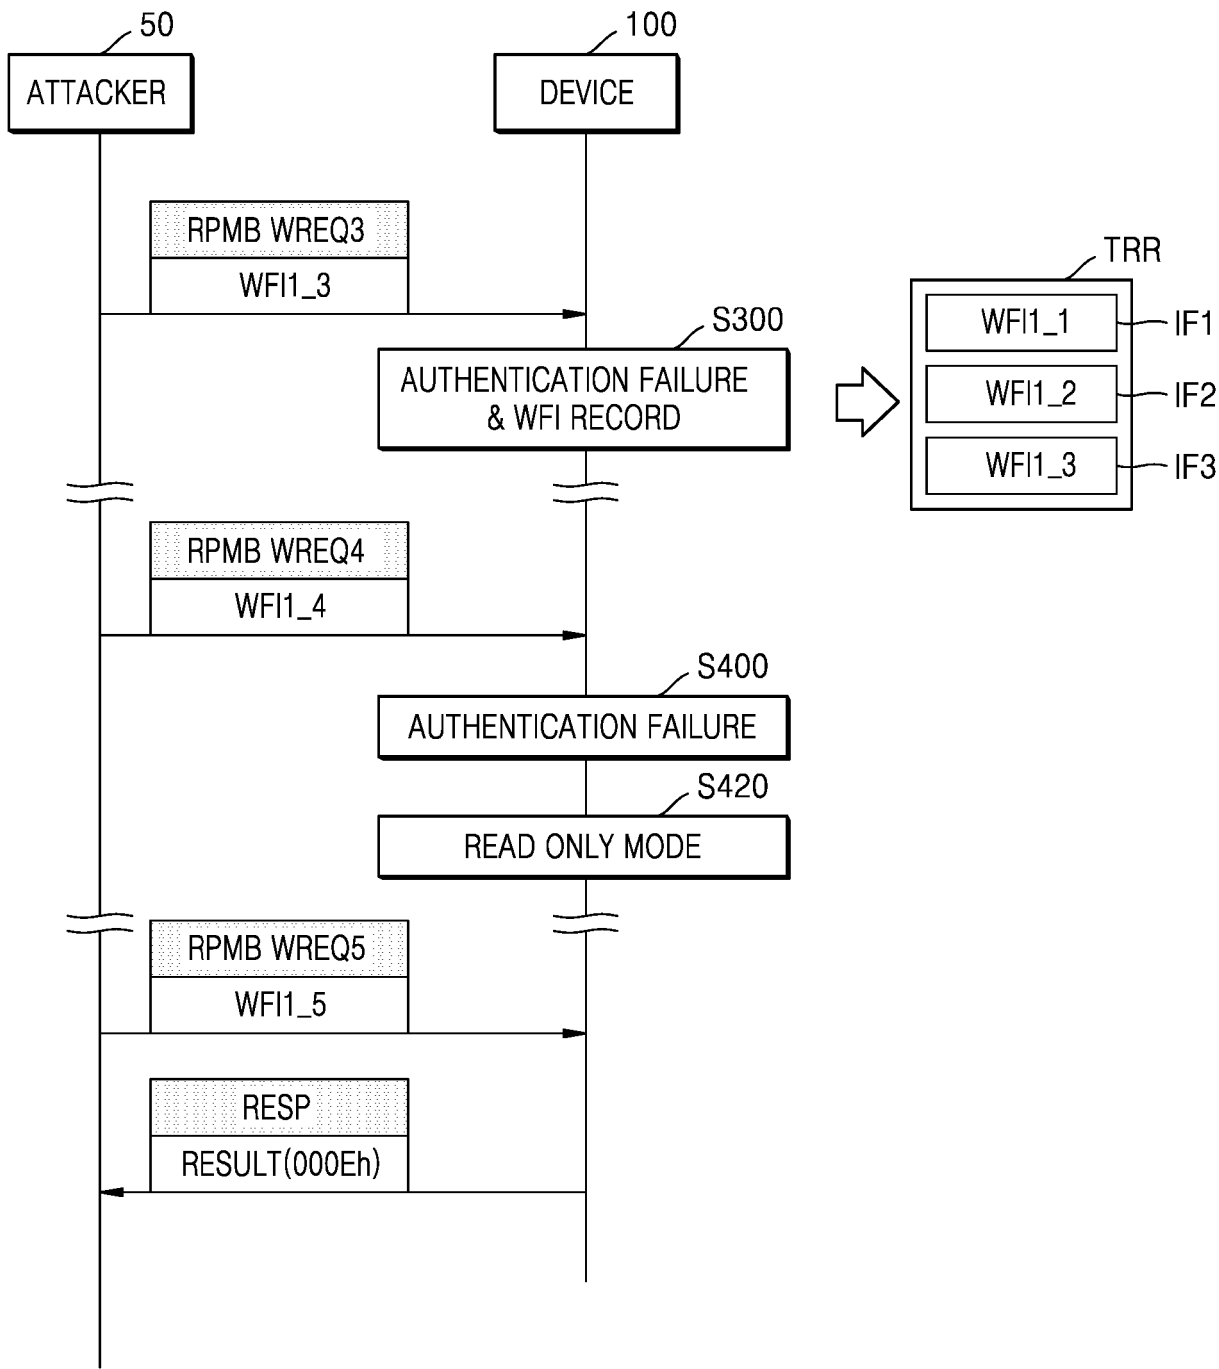 50
100
ATTACKER
DEVICE
RPMB WREQ3
WFI1_3
TRR
S300
WFI1_1
IF1
AUTHENTICATION FAILURE
& WFI RECORD
WFI1_2
IF2
WFI1_3
IF3
RPMB WREQ4
WFI1_4
S400
AUTHENTICATION FAILURE
S420
READ ONLY MODE
RPMB WREQ5
WFI1_5
RESP
RESULT(000Eh)